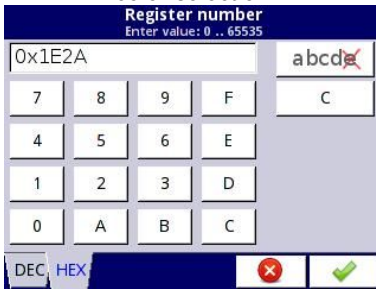 Register number
Enter value: 0 .. 65535
0x1E2A
abcde
7 8 9 F C
4 5 6 E
1 2 3 D
0 A B C
DEC HEX